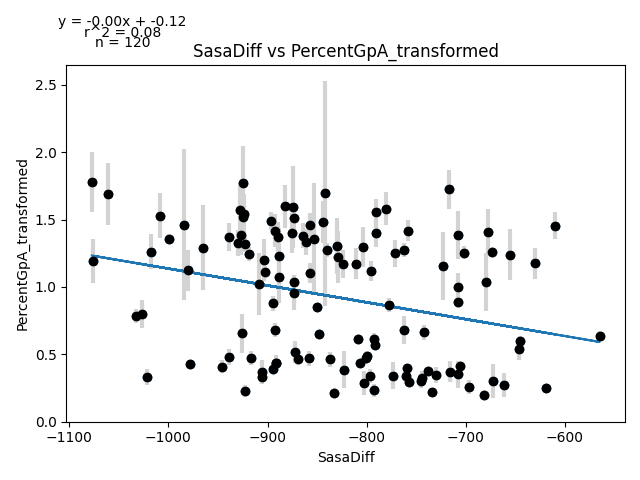 y = -0.00x + -0.12
r^2 = 0.08
n = 120
SasaDiff vs PercentGpA_transformed
PercentGpA_transformed
2.5
2.0
1.5
1.0
0.5
0.0
−1100 −1000 −900 −800 −700 −600
SasaDiff